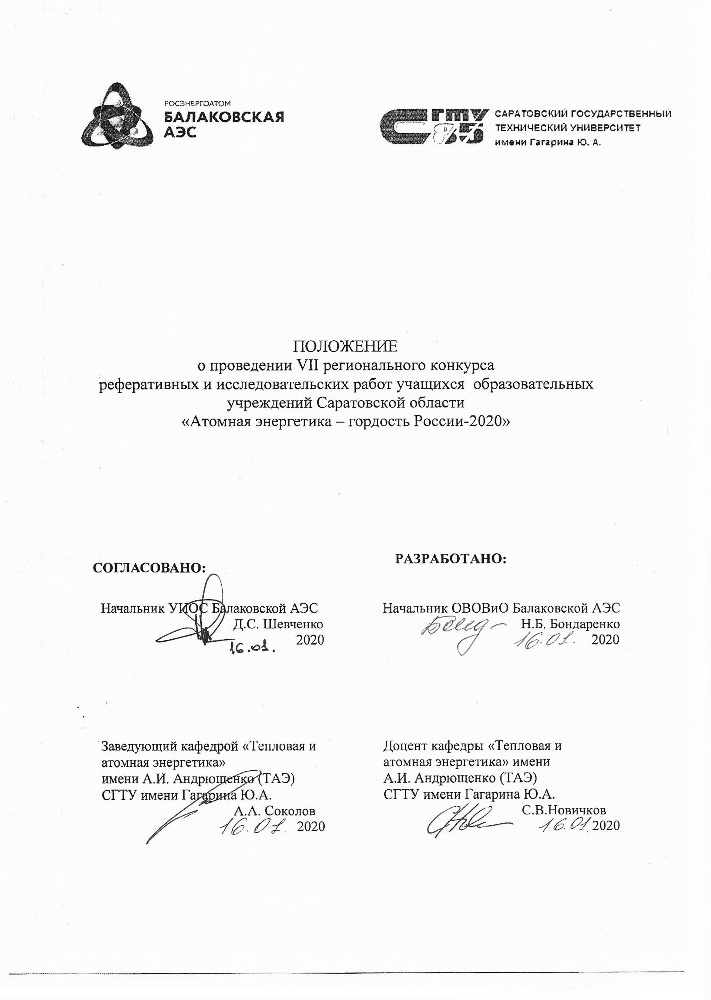 РОСЭНЕРГОАТОМ
БАЛАКОВСКАЯ
АЭС
СГТУ
САРАТОВСКИЙ ГОСУДАРСТВЕННЫЙ
ТЕХНИЧЕСКИЙ УНИВЕРСИТЕТ
имени Гагарина Ю. А.
ПОЛОЖЕНИЕ
о проведении VII регионального конкурса
реферативных и исследовательских работ учащихся образовательных
учреждений Саратовской области
«Атомная энергетика – гордость России-2020»
СОГЛАСОВАНО:
Начальник УИОС Балаковской АЭС
Д.С. Шевченко
16.01. 2020
РАЗРАБОТАНО:
Начальник ОВОВиО Балаковской АЭС
Н.Б. Бондаренко
16.01. 2020
Заведующий кафедрой «Тепловая и
атомная энергетика»
имени А.И. Андрющенко (ТАЭ)
СГТУ имени Гагарина Ю.А.
А.А. Соколов
16.01. 2020
Доцент кафедры «Тепловая и
атомная энергетика» имени
А.И. Андрющенко (ТАЭ)
СГТУ имени Гагарина Ю.А.
С.В.Новичков
16.01. 2020